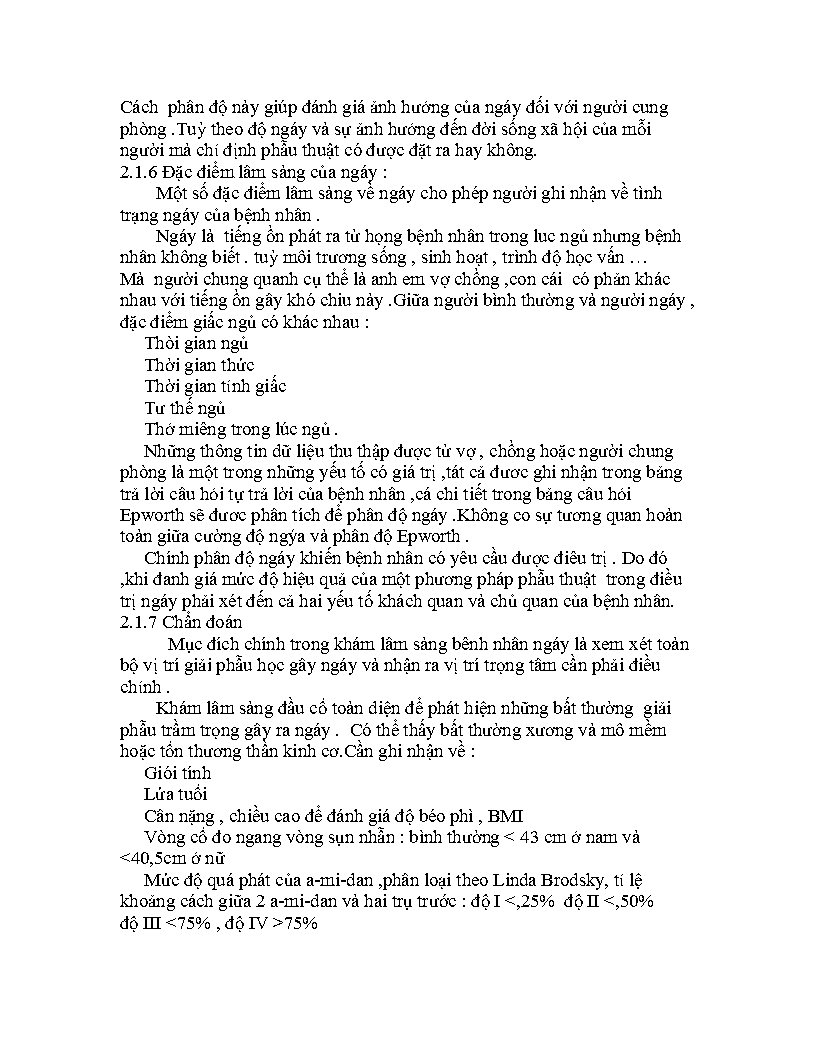 Cách  phân độ này giúp đánh giá ảnh hưởng của ngáy đối với người cung
phòng .Tuỳ theo độ ngáy và sự ảnh hưởng đến đời sống xã hội của mỗi
người mà chỉ định phẫu thuật có được đặt ra hay không.
2.1.6 Đặc điểm lâm sàng của ngáy :
Một số đặc điểm lâm sàng về ngáy cho phép người ghi nhận về tình
trạng ngáy của bệnh nhân .
Ngáy là  tiếng ồn phát ra từ họng bệnh nhân trong luc ngủ nhưng bệnh
nhân không biết . tuỳ môi trương sống , sinh hoạt , trình độ học vấn …
Mà  người chung quanh cụ thể là anh em vợ chồng ,con cái  có phản khác
nhau với tiếng ồn gây khó chiu này .Giữa người bình thường và người ngáy ,
đặc điểm giấc ngủ có khác nhau :
Thời gian ngủ
Thời gian thức
Thời gian tỉnh giấc
Tư thế ngủ
Thở miêng trong lúc ngủ .
Những thông tin dữ liệu thu thập được từ vợ , chồng hoặc người chung
phòng là một trong những yếu tố có giá trị ,tát cả đươc ghi nhận trong bảng
trả lời câu hỏi tự trả lời của bệnh nhân ,cá chi tiết trong bảng câu hỏi
Epworth sẽ đươc phân tích để phân độ ngáy .Không co sự tương quan hoàn
toàn giữa cường độ ngýa và phân độ Epworth .
Chính phân độ ngáy khiến bệnh nhân có yêu cầu được điêu trị . Do đó
,khi đanh giá mức độ hiệu quả của một phương pháp phẫu thuật  trong điều
trị ngáy phải xét đến cả hai yếu tố khách quan và chủ quan của bệnh nhân.
2.1.7 Chẩn đoán
Mục đích chính trong khám lâm sàng bênh nhân ngáy là xem xét toàn
bộ vị trí giải phẫu học gây ngáy và nhận ra vị trí trọng tâm cần phải điều
chỉnh .
Khám lâm sàng đầu cổ toàn diện để phát hiện những bất thường  giải
phẫu trầm trọng gây ra ngáy .  Có thể thấy bất thường xương và mô mềm
hoặc tổn thương thần kinh cơ.Cần ghi nhận về :
Giói tính
Lứa tuổi
Cân nặng , chiều cao để đánh giá độ béo phì , BMI
Vòng cổ đo ngang vòng sụn nhẫn : bình thường < 43 cm ở nam và
<40,5cm ở nữ
Mức độ quá phát của a-mi-dan ,phân loại theo Linda Brodsky, tỉ lệ
khoảng cách giữa 2 a-mi-dan và hai trụ trước : độ I <,25%  độ II <,50%
độ III <75% , độ IV >75%